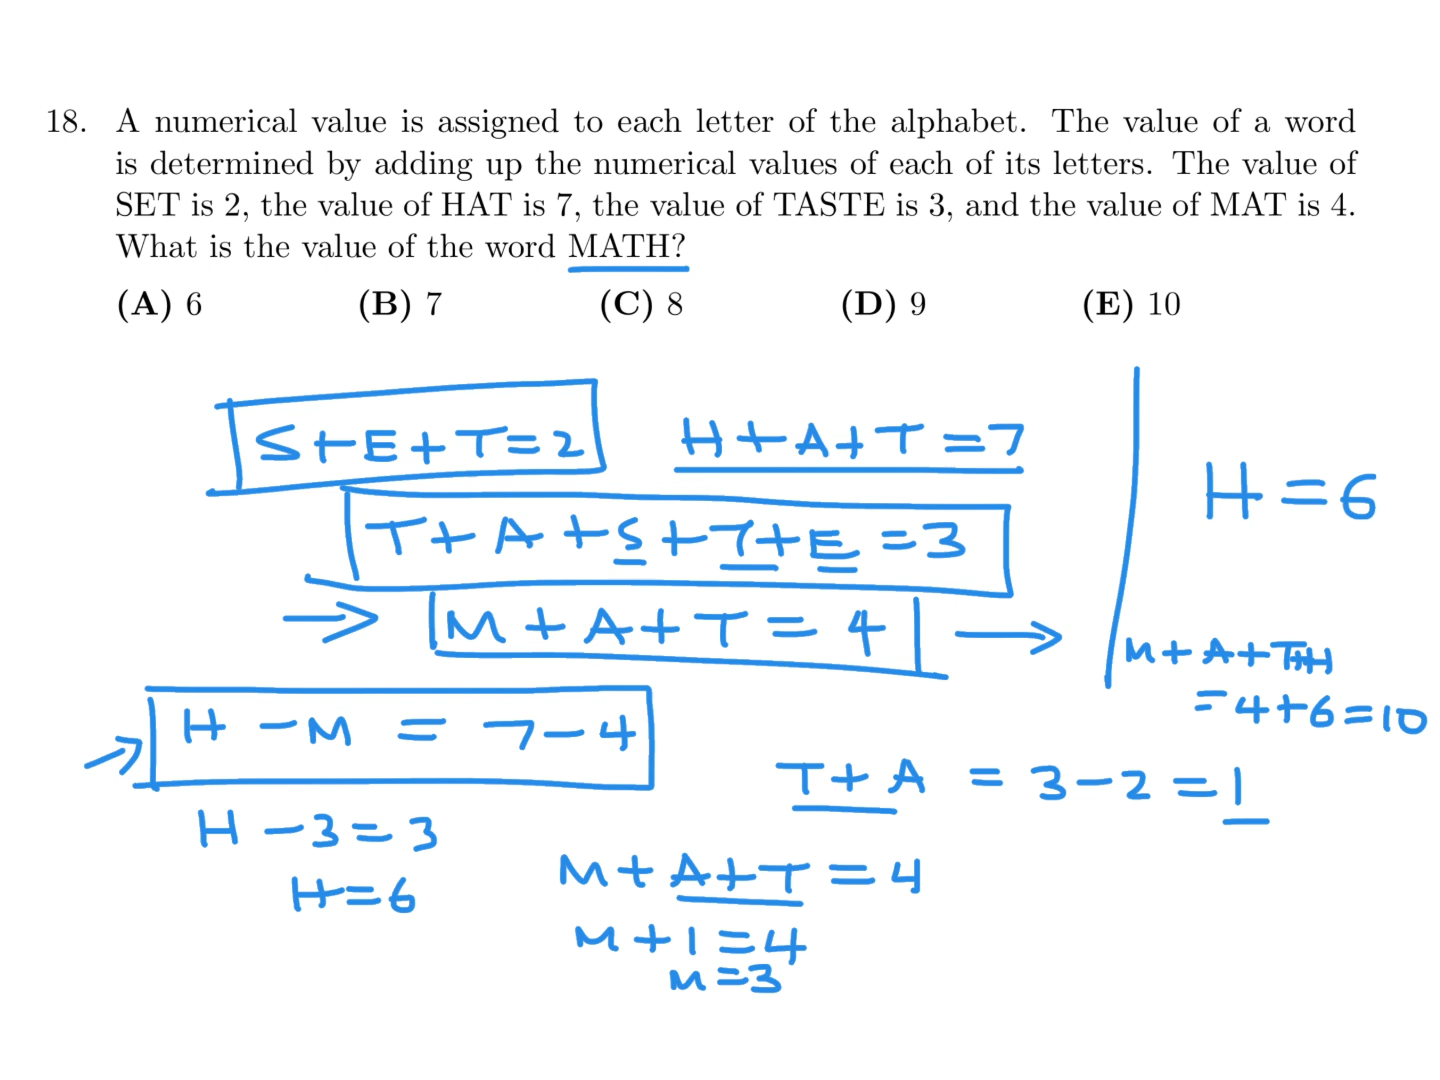 18. A numerical value is assigned to each letter of the alphabet. The value of a word
is determined by adding up the numerical values of each of its letters. The value of
SET is 2, the value of HAT is 7, the value of TASTE is 3, and the value of MAT is 4.
What is the value of the word MATH?
(A) 6 (B) 7 (C) 8 (D) 9 (E) 10
S+E+T=2 H+A+T=7
H=6
T+A+S+T+E=3
→ M+A+T=4 →
M+A+T+H
=4+6=10
H-M=7-4
T+A=3-2=1
H-3=3
H=6
M+A+T=4
M+1=4
M=3